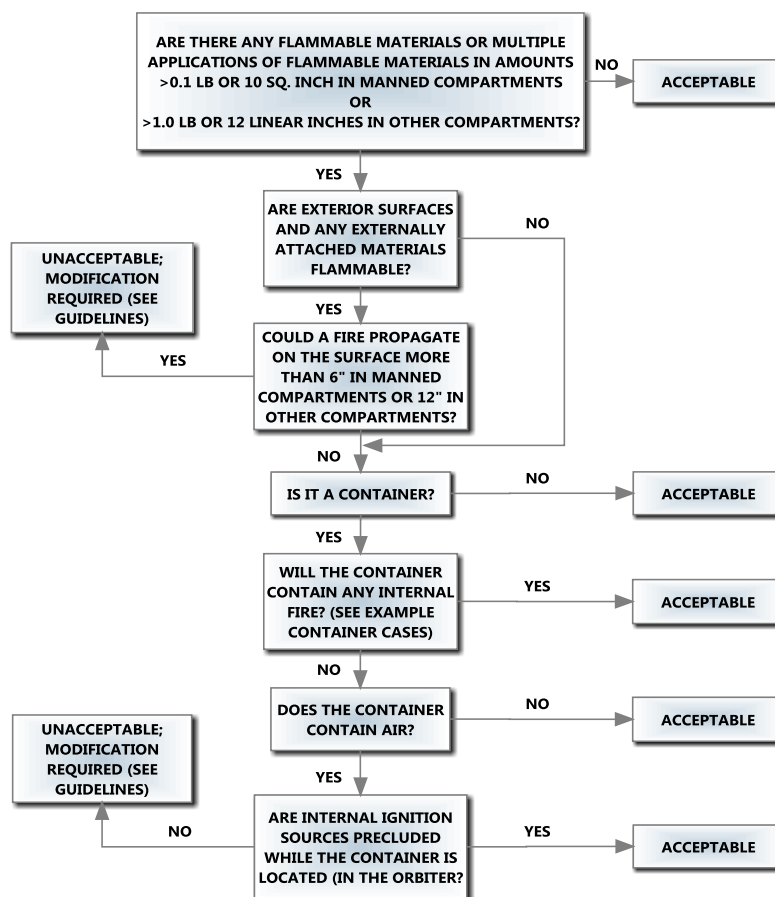 ARE THERE ANY FLAMMABLE MATERIALS OR MULTIPLE
APPLICATIONS OF FLAMMABLE MATERIALS IN AMOUNTS
>0.1 LB OR 10 SQ. INCH IN MANNED COMPARTMENTS
OR
>1.0 LB OR 12 LINEAR INCHES IN OTHER COMPARTMENTS?
NO
ACCEPTABLE
YES
ARE EXTERIOR SURFACES
AND ANY EXTERNALLY
ATTACHED MATERIALS
FLAMMABLE?
NO
YES
UNACCEPTABLE;
MODIFICATION
REQUIRED (SEE
GUIDELINES)
COULD A FIRE PROPAGATE
ON THE SURFACE MORE
THAN 6" IN MANNED
COMPARTMENTS OR 12" IN
OTHER COMPARTMENTS?
YES
NO
IS IT A CONTAINER?
NO
ACCEPTABLE
YES
WILL THE CONTAINER
CONTAIN ANY INTERNAL
FIRE? (SEE EXAMPLE
CONTAINER CASES)
YES
ACCEPTABLE
NO
DOES THE CONTAINER
CONTAIN AIR?
NO
ACCEPTABLE
YES
UNACCEPTABLE;
MODIFICATION
REQUIRED (SEE
GUIDELINES)
ARE INTERNAL IGNITION
SOURCES PRECLUDED
WHILE THE CONTAINER IS
LOCATED (IN THE ORBITER?
NO
YES
ACCEPTABLE